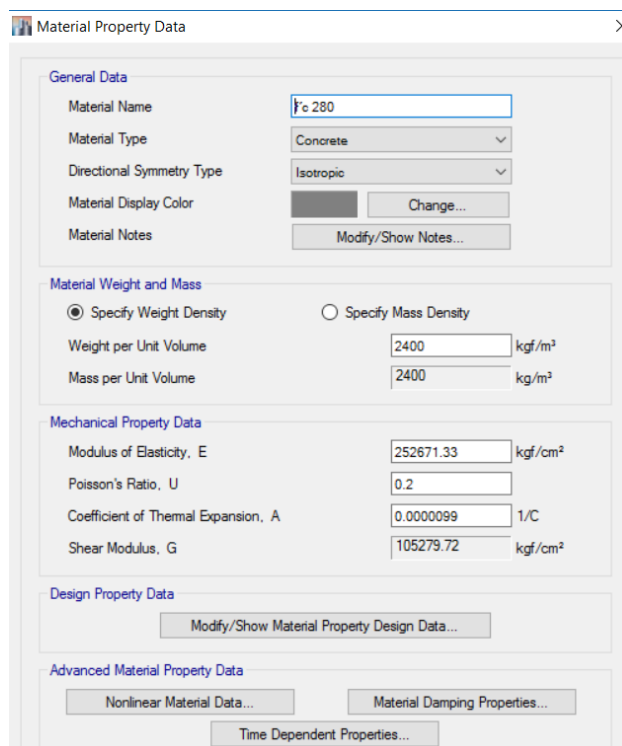 Material Property Data
General Data
Material Name f'c 280
Material Type Concrete
Directional Symmetry Type Isotropic
Material Display Color Change...
Material Notes Modify/Show Notes...
Material Weight and Mass
Specify Weight Density Specify Mass Density
Weight per Unit Volume 2400 kgf/m³
Mass per Unit Volume 2400 kg/m³
Mechanical Property Data
Modulus of Elasticity, E 252671.33 kgf/cm²
Poisson's Ratio, U 0.2
Coefficient of Thermal Expansion, A 0.0000099 1/C
Shear Modulus, G 105279.72 kgf/cm²
Design Property Data
Modify/Show Material Property Design Data...
Advanced Material Property Data
Nonlinear Material Data... Material Damping Properties...
Time Dependent Properties...